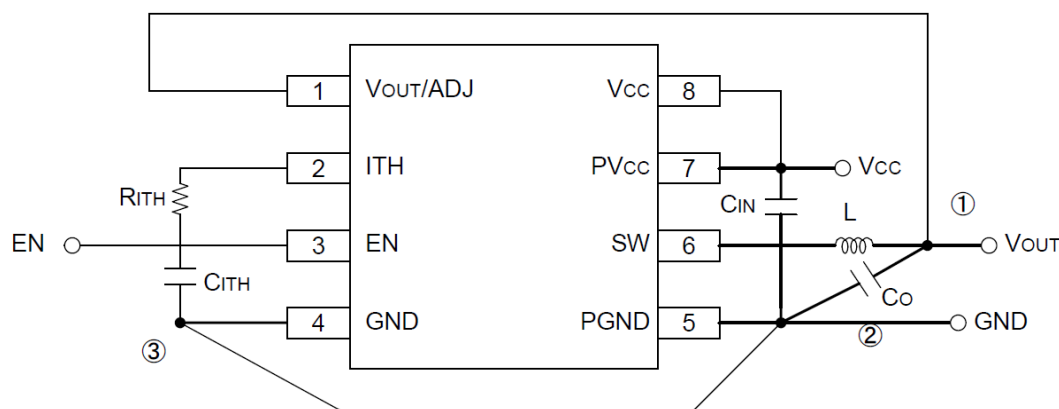 1 VOUT/ADJ VCC 8
2 ITH PVCC 7 VCC
RITH CIN L ①
EN 3 EN SW 6 VOUT
CITH CO
4 GND PGND 5 GND
③ ②